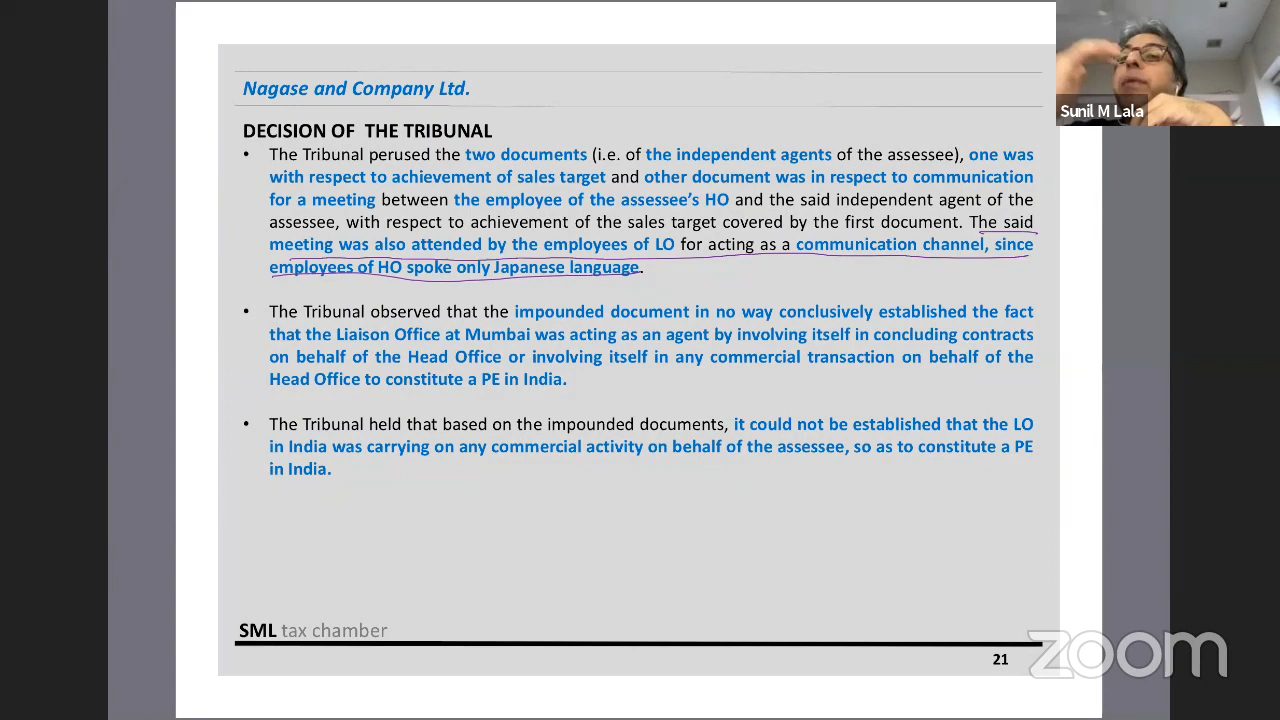 Nagase and Company Ltd.
Sunil M Lala
DECISION OF THE TRIBUNAL
• The Tribunal perused the two documents (i.e. of the independent agents of the assessee), one was
with respect to achievement of sales target and other document was in respect to communication
for a meeting between the employee of the assessee's HO and the said independent agent of the
assessee, with respect to achievement of the sales target covered by the first document. The said
meeting was also attended by the employees of LO for acting as a communication channel, since
employees of HO spoke only Japanese language.
• The Tribunal observed that the impounded document in no way conclusively established the fact
that the Liaison Office at Mumbai was acting as an agent by involving itself in concluding contracts
on behalf of the Head Office or involving itself in any commercial transaction on behalf of the
Head Office to constitute a PE in India.
• The Tribunal held that based on the impounded documents, it could not be established that the LO
in India was carrying on any commercial activity on behalf of the assessee, so as to constitute a PE
in India.
SML tax chamber
21
zoom